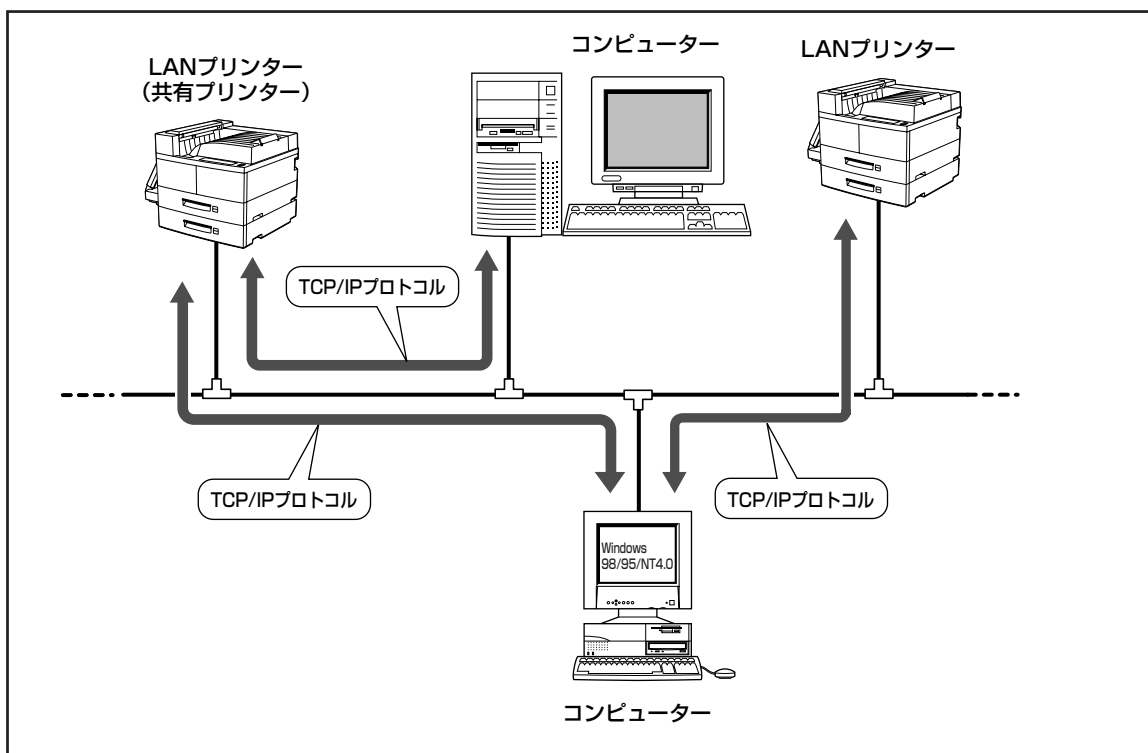 LANプリンター
（共有プリンター）
コンピューター
LANプリンター
TCP/IPプロトコル
TCP/IPプロトコル
TCP/IPプロトコル
Windows
98/95/NT4.0
コンピューター